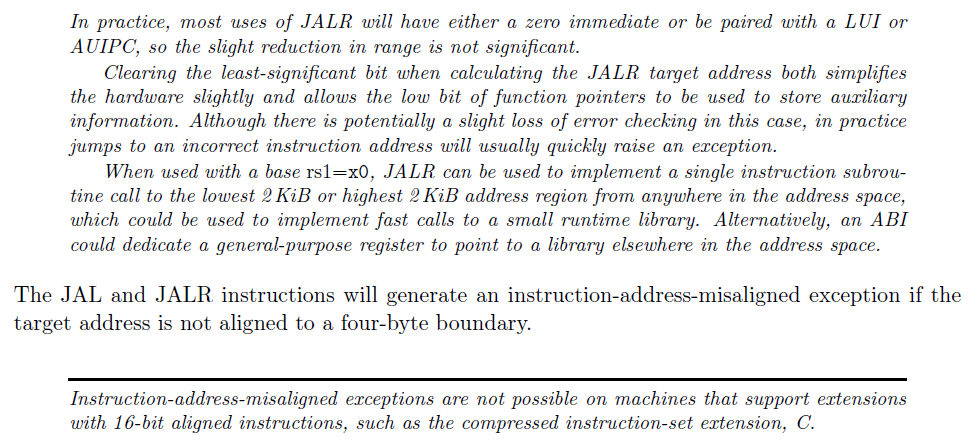 In practice, most uses of JALR will have either a zero immediate or be paired with a LUI or
AUIPC, so the slight reduction in range is not significant.
Clearing the least-significant bit when calculating the JALR target address both simplifies
the hardware slightly and allows the low bit of function pointers to be used to store auxiliary
information. Although there is potentially a slight loss of error checking in this case, in practice
jumps to an incorrect instruction address will usually quickly raise an exception.
When used with a base rs1=x0, JALR can be used to implement a single instruction subrou-
tine call to the lowest 2 KiB or highest 2 KiB address region from anywhere in the address space,
which could be used to implement fast calls to a small runtime library. Alternatively, an ABI
could dedicate a general-purpose register to point to a library elsewhere in the address space.
The JAL and JALR instructions will generate an instruction-address-misaligned exception if the
target address is not aligned to a four-byte boundary.
Instruction-address-misaligned exceptions are not possible on machines that support extensions
with 16-bit aligned instructions, such as the compressed instruction-set extension, C.